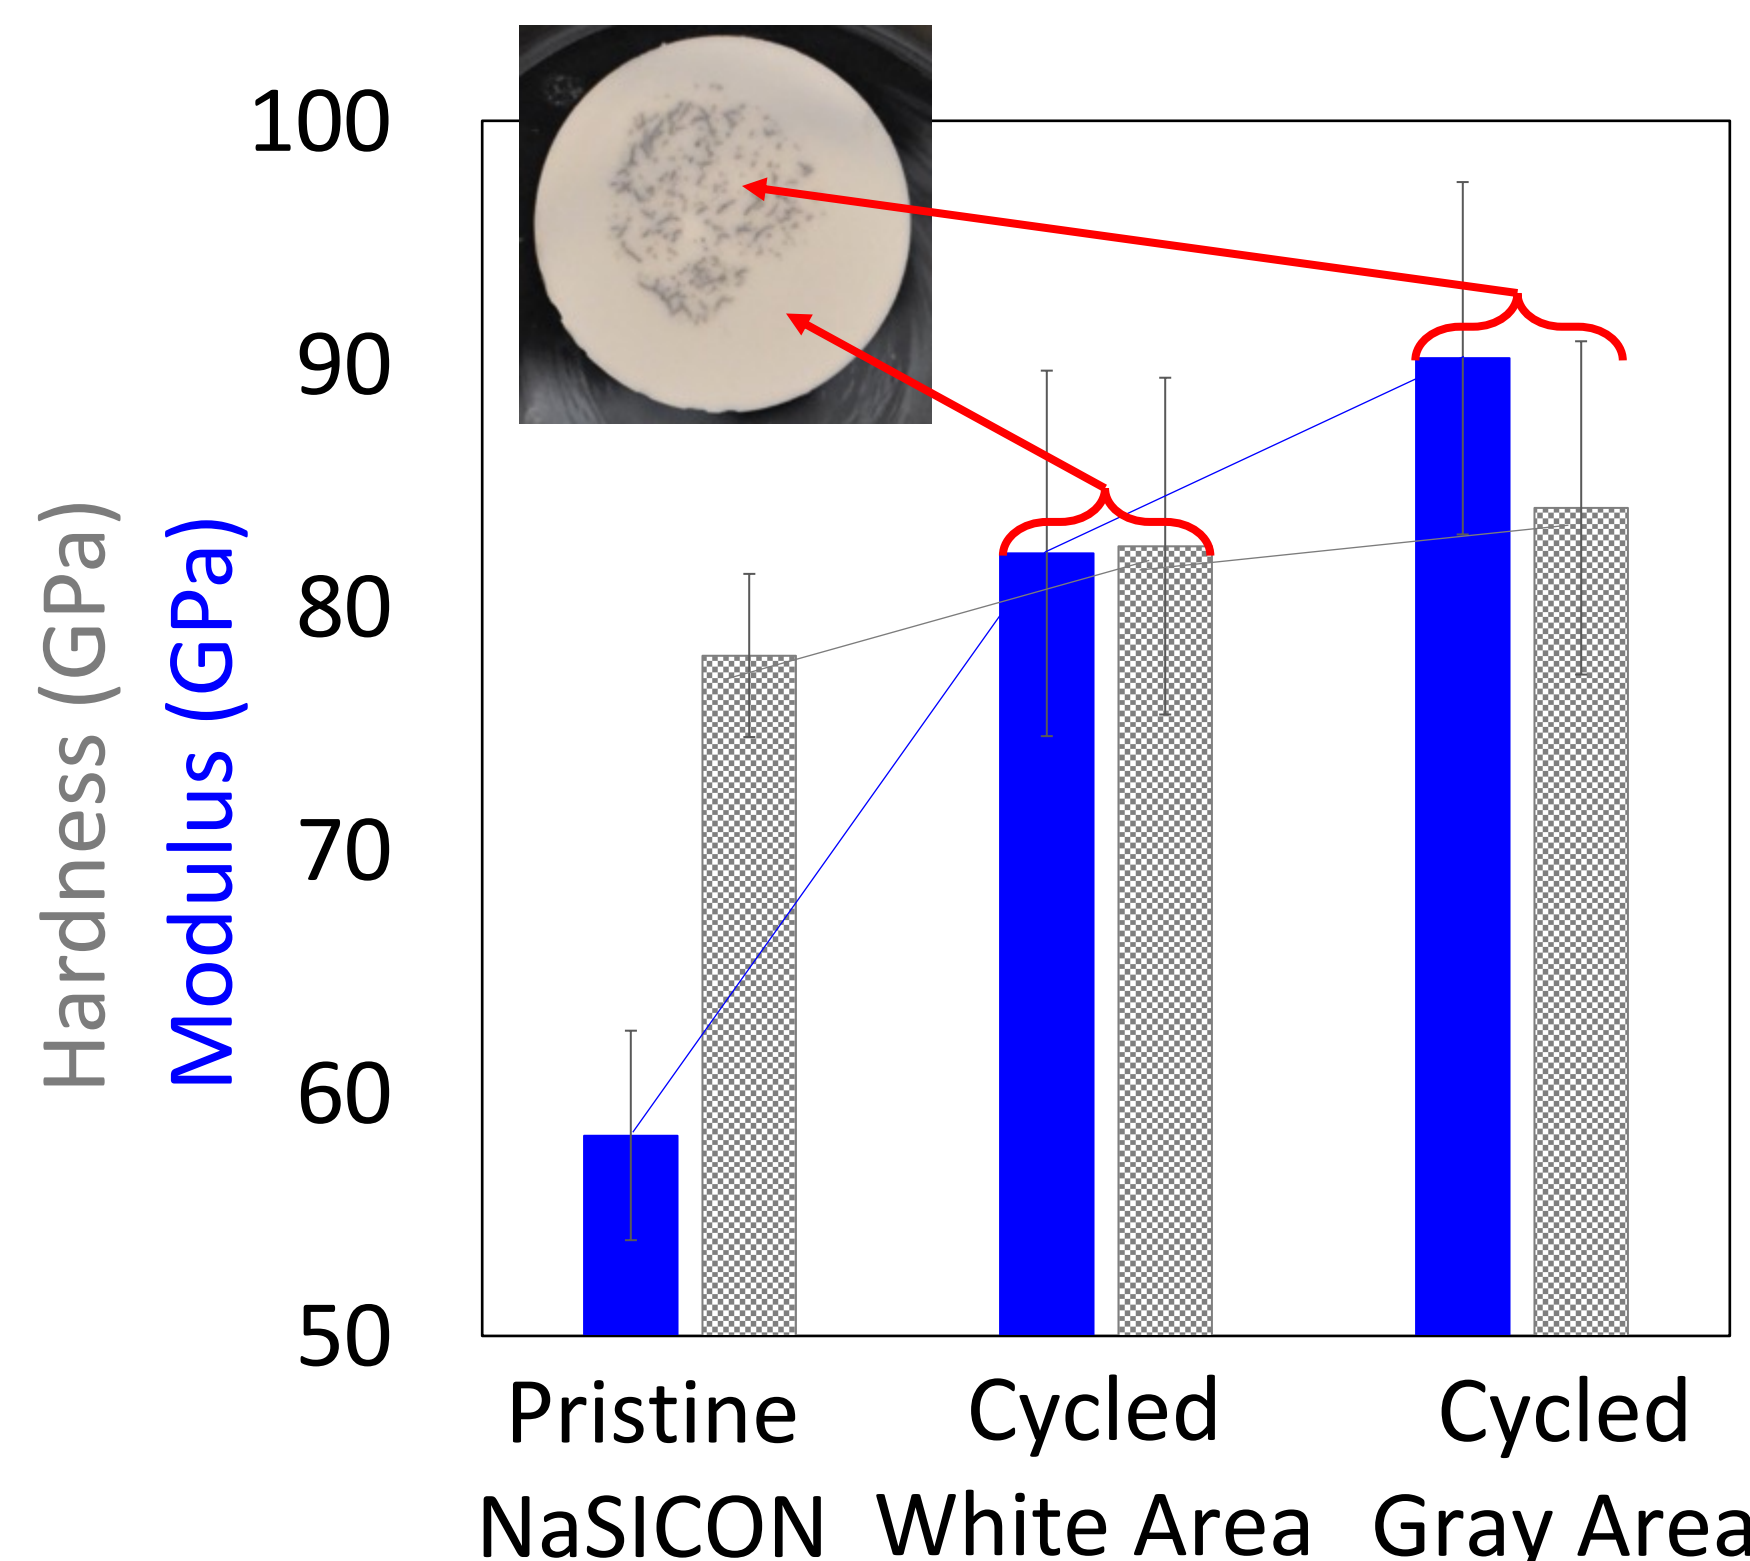 Hardness (GPa)
Modulus (GPa)
100
90
80
70
60
50
Pristine
NaSICON
Cycled
White Area
Cycled
Gray Area